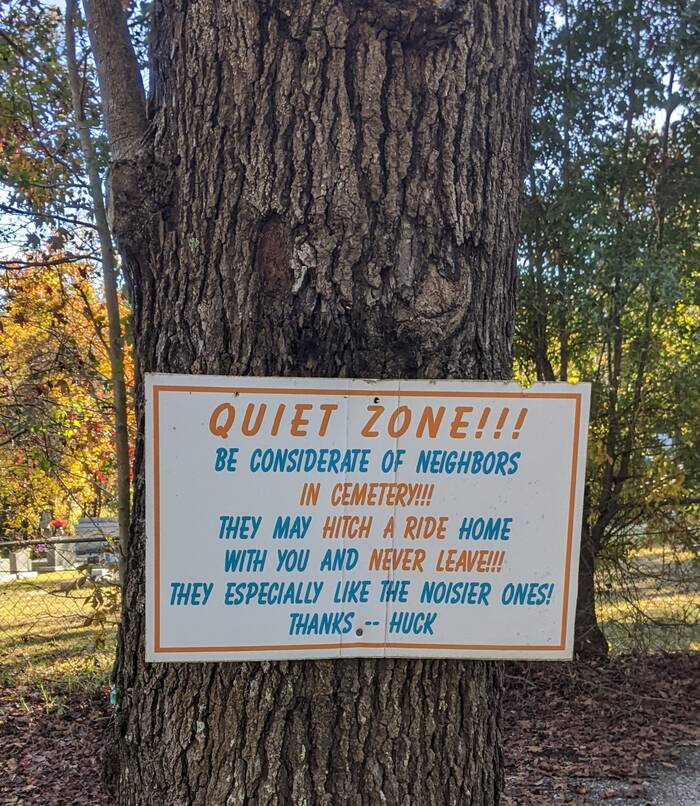 QUIET ZONE!!!
BE CONSIDERATE OF NEIGHBORS
IN CEMETERY!!!
THEY MAY HITCH A RIDE HOME
WITH YOU AND NEVER LEAVE!!!
THEY ESPECIALLY LIKE THE NOISIER ONES!
THANKS -- HUCK